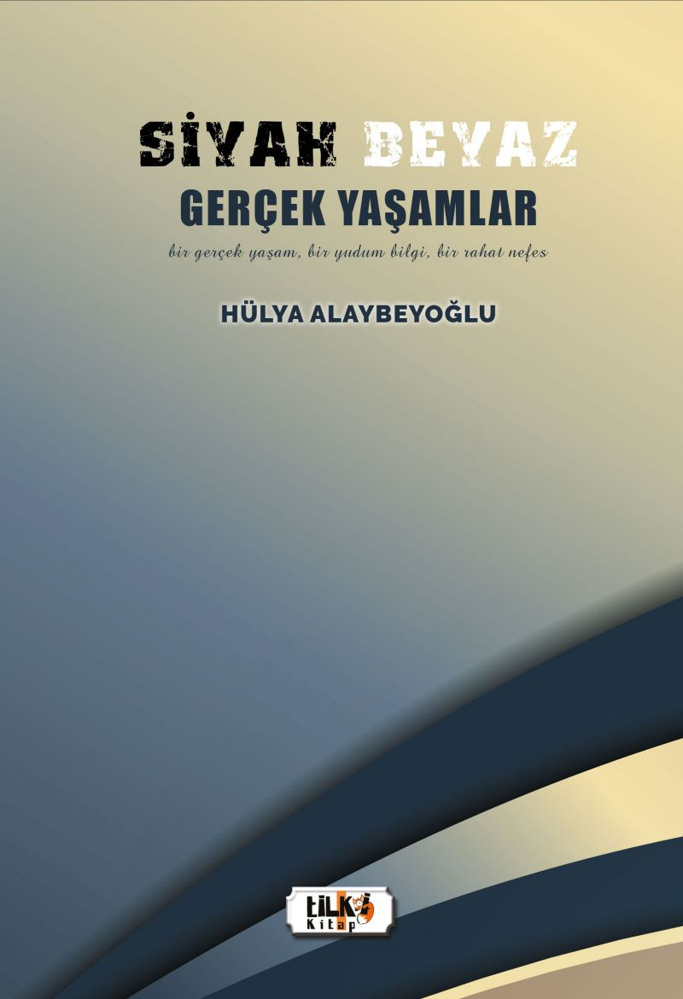 SİYAH BEYAZ
GERÇEK YAŞAMLAR
bir gerçek yaşam, bir yudum bilgi, bir rahat nefes
HÜLYA ALAYBEYOĞLU
tiLKi
Kitap